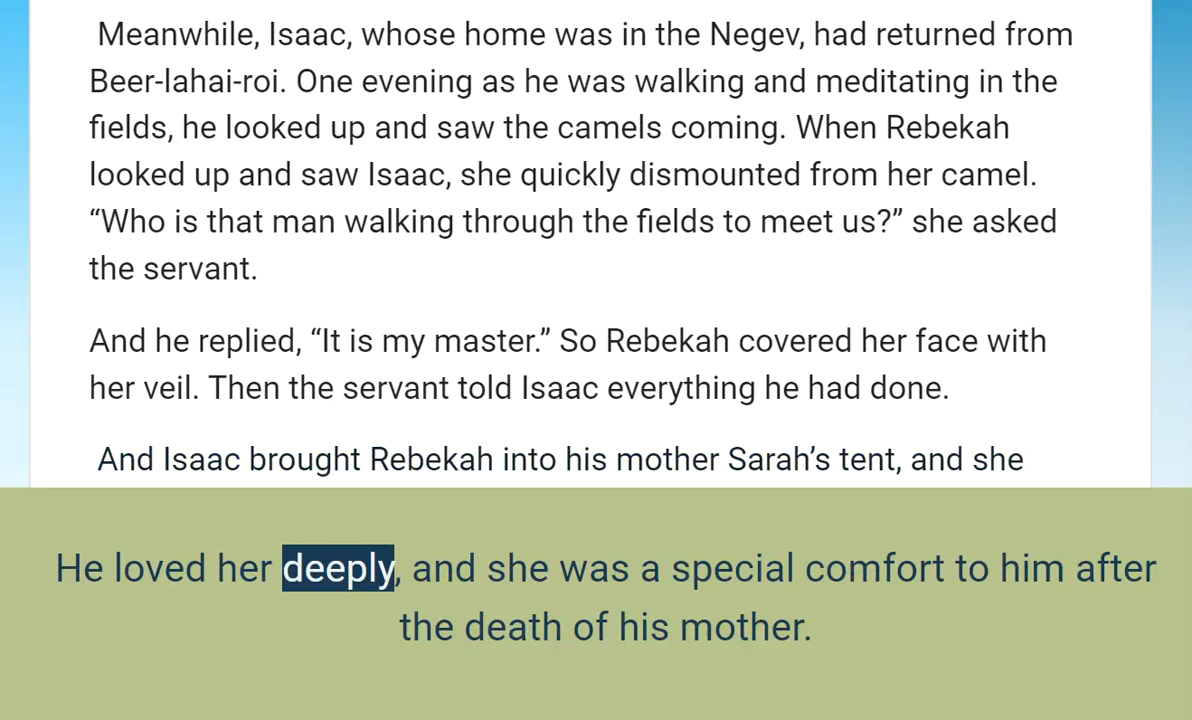 Meanwhile, Isaac, whose home was in the Negev, had returned from
Beer-lahai-roi. One evening as he was walking and meditating in the
fields, he looked up and saw the camels coming. When Rebekah
looked up and saw Isaac, she quickly dismounted from her camel.
“Who is that man walking through the fields to meet us?” she asked
the servant.
And he replied, “It is my master.” So Rebekah covered her face with
her veil. Then the servant told Isaac everything he had done.
And Isaac brought Rebekah into his mother Sarah’s tent, and she
He loved her deeply, and she was a special comfort to him after
the death of his mother.